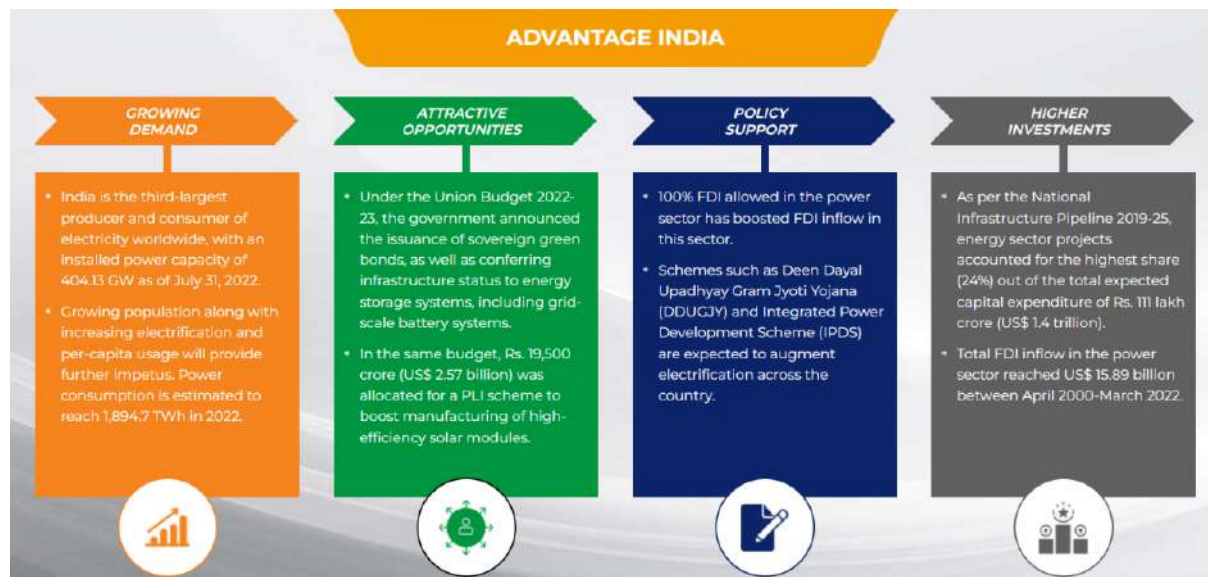 ADVANTAGE INDIA
GROWING
DEMAND
• India is the third-largest
producer and consumer of
electricity worldwide, with an
installed power capacity of
404.13 GW as of July 31, 2022.
• Growing population along with
increasing electrification and
per-capita usage will provide
further impetus. Power
consumption is estimated to
reach 1,894.7 TWh in 2022.
ATTRACTIVE
OPPORTUNITIES
• Under the Union Budget 2022-
23, the government announced
the issuance of sovereign green
bonds, as well as conferring
infrastructure status to energy
storage systems, including grid-
scale battery systems.
• In the same budget, Rs. 19,500
crore (US$ 2.57 billion) was
allocated for a PLI scheme to
boost manufacturing of high-
efficiency solar modules.
POLICY
SUPPORT
• 100% FDI allowed in the power
sector has boosted FDI inflow in
this sector.
• Schemes such as Deen Dayal
Upadhyay Gram Jyoti Yojana
(DDUGJY) and Integrated Power
Development Scheme (IPDS)
are expected to augment
electrification across the
country.
HIGHER
INVESTMENTS
• As per the National
Infrastructure Pipeline 2019-25,
energy sector projects
accounted for the highest share
(24%) out of the total expected
capital expenditure of Rs. 111 lakh
crore (US$ 1.4 trillion).
• Total FDI inflow in the power
sector reached US$ 15.89 billion
between April 2000-March 2022.